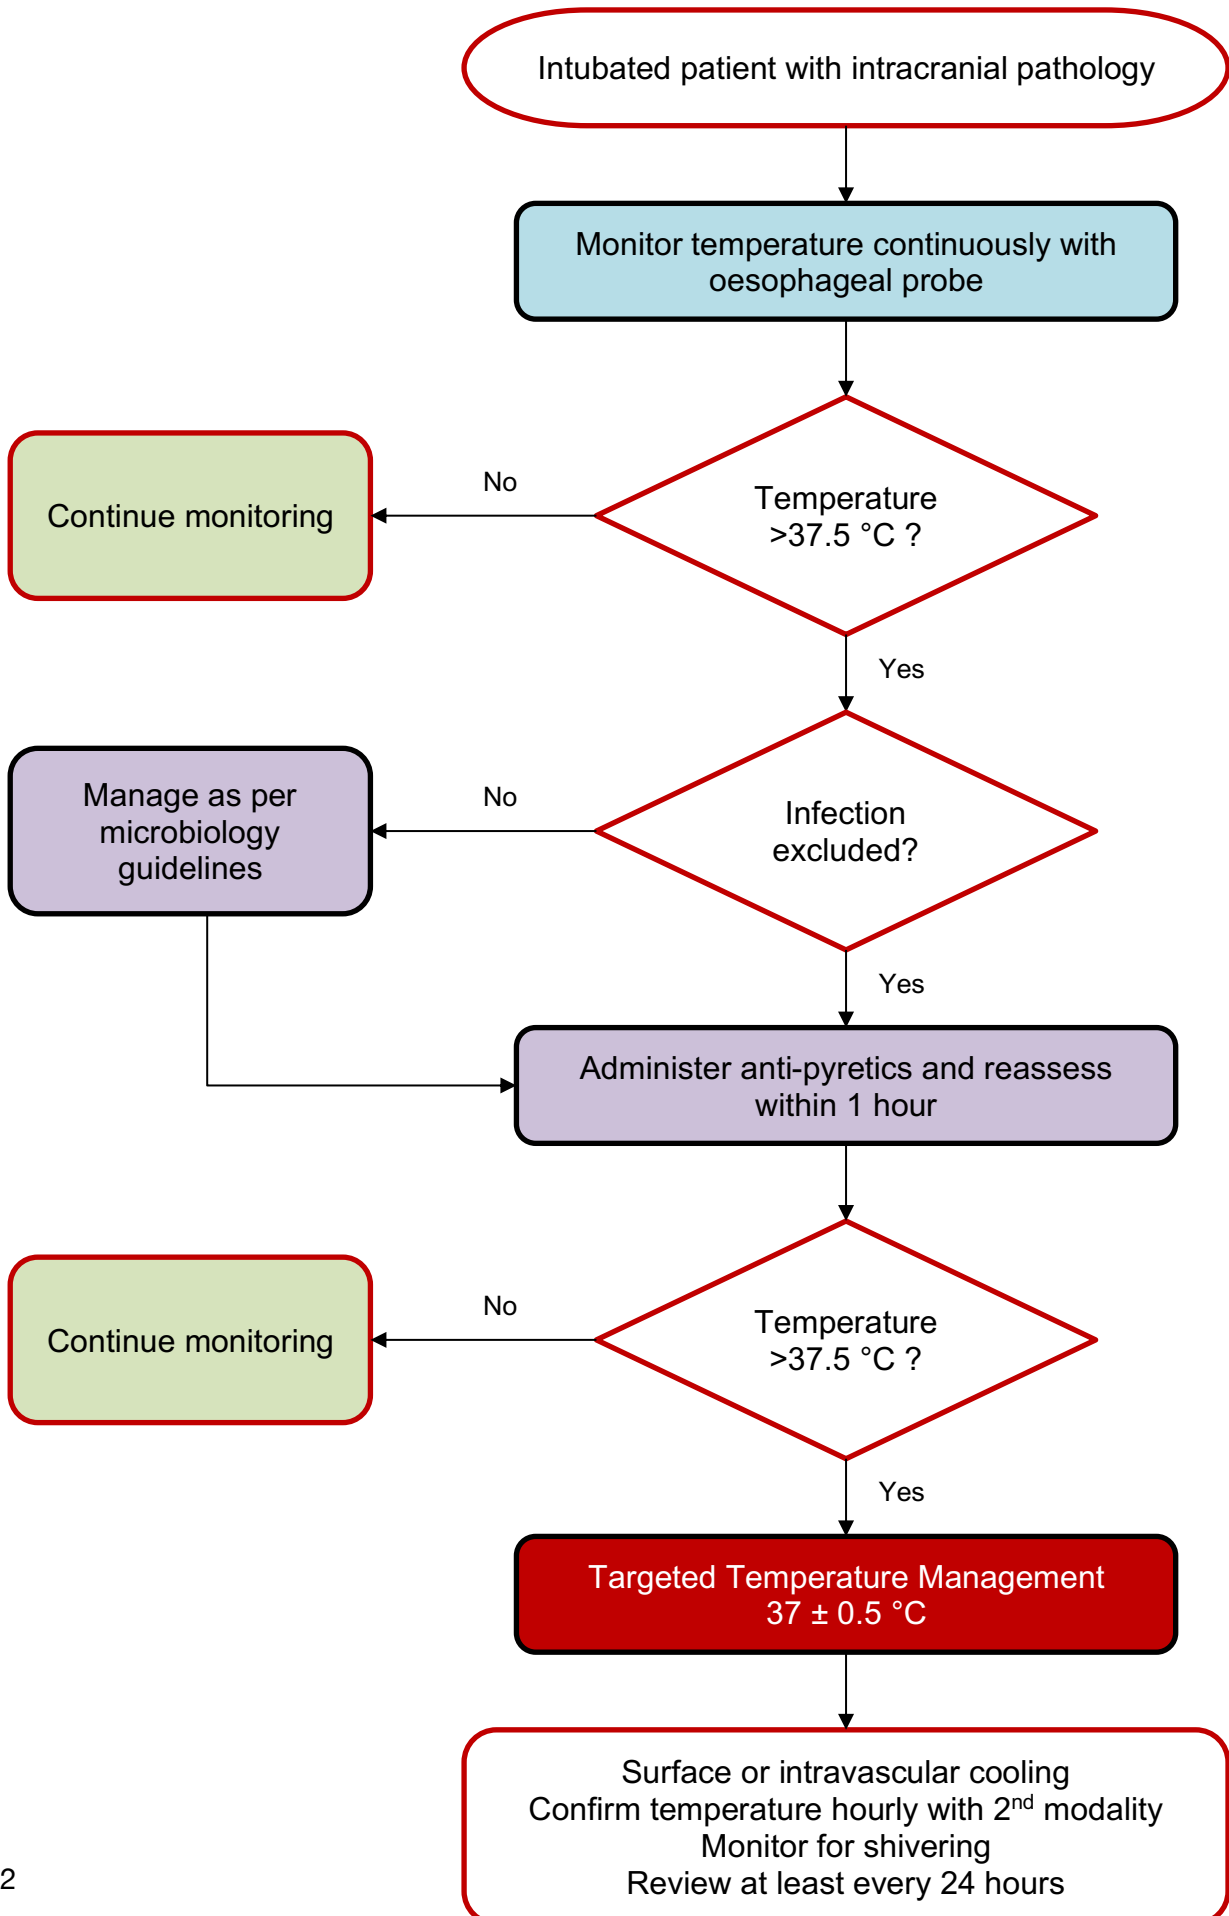 Intubated patient with intracranial pathology
Monitor temperature continuously with
oesophageal probe
Temperature
>37.5 °C ?
No
Continue monitoring
Yes
Infection
excluded?
No
Manage as per
microbiology
guidelines
Yes
Administer anti-pyretics and reassess
within 1 hour
Temperature
>37.5 °C ?
No
Continue monitoring
Yes
Targeted Temperature Management
37 ± 0.5 °C
Surface or intravascular cooling
Confirm temperature hourly with 2nd modality
Monitor for shivering
Review at least every 24 hours
2